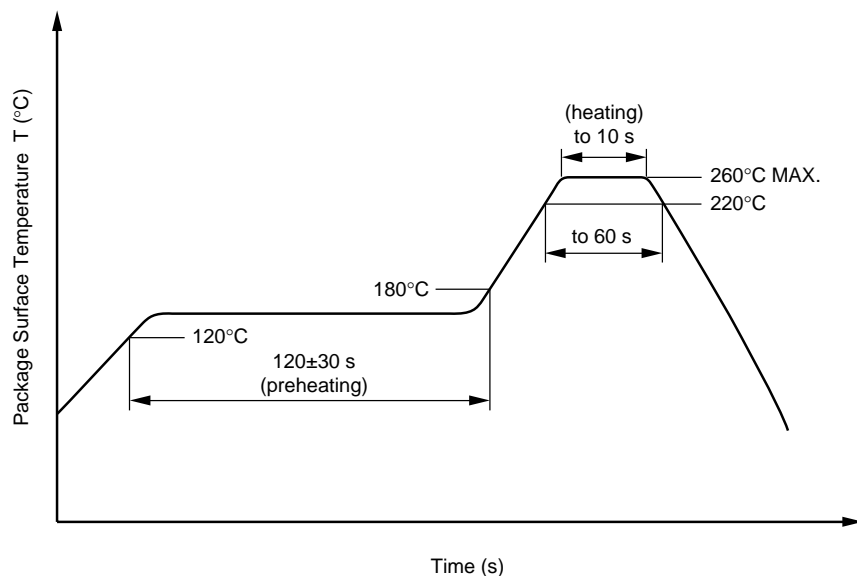 Package Surface Temperature T (°C)
(heating)
to 10 s
260°C MAX.
220°C
to 60 s
180°C
120°C
120±30 s
(preheating)
Time (s)